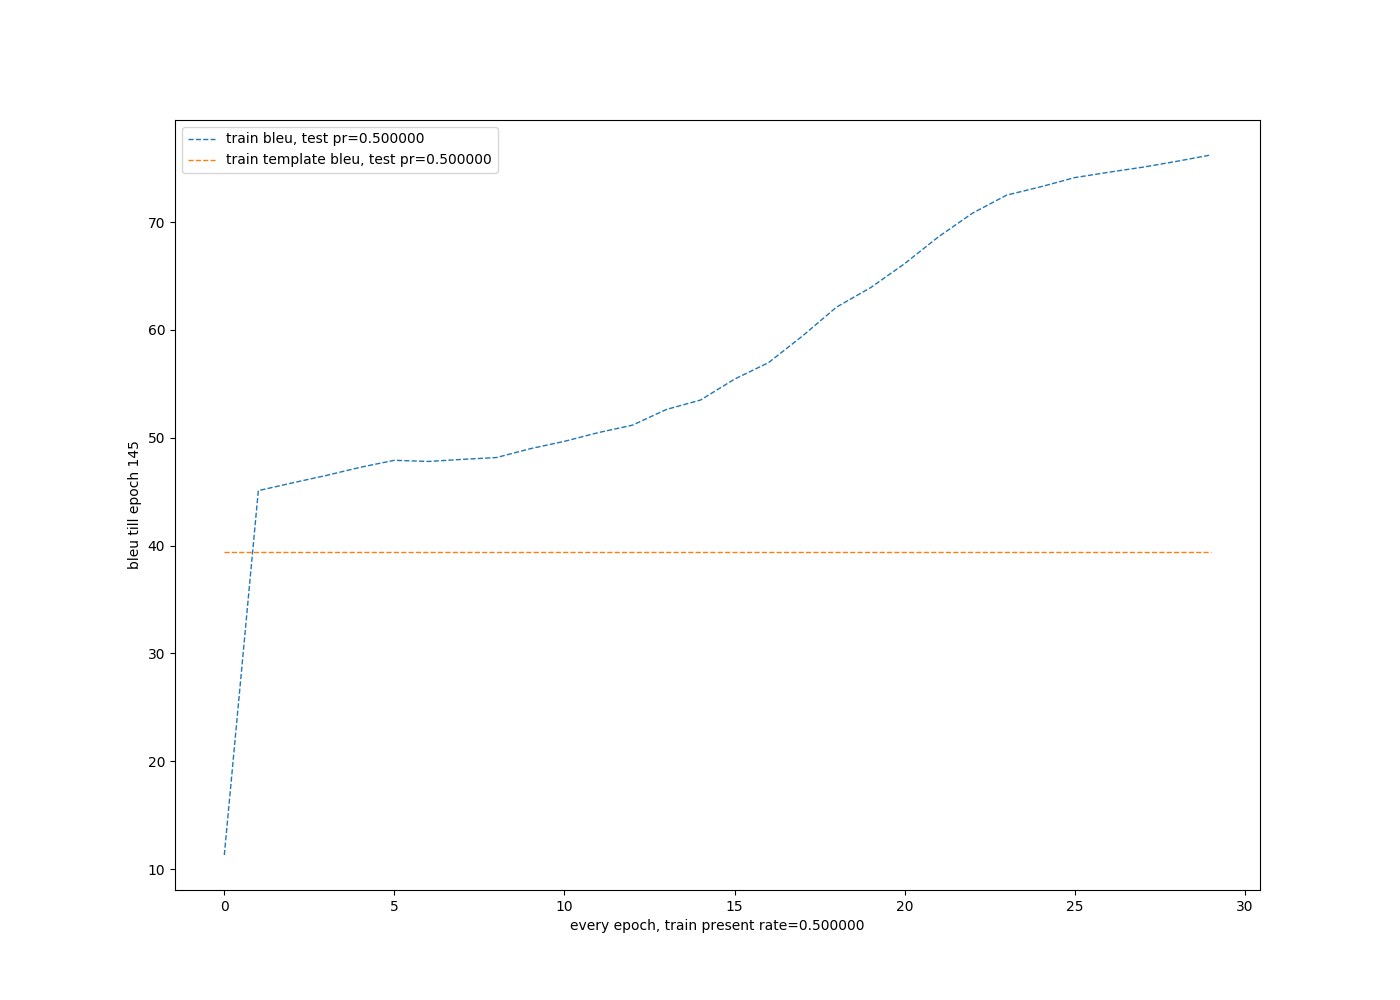 train bleu, test pr=0.500000
train template bleu, test pr=0.500000
70
60
50
40
30
20
10
bleu till epoch 145
0 5 10 15 20 25 30
every epoch, train present rate=0.500000